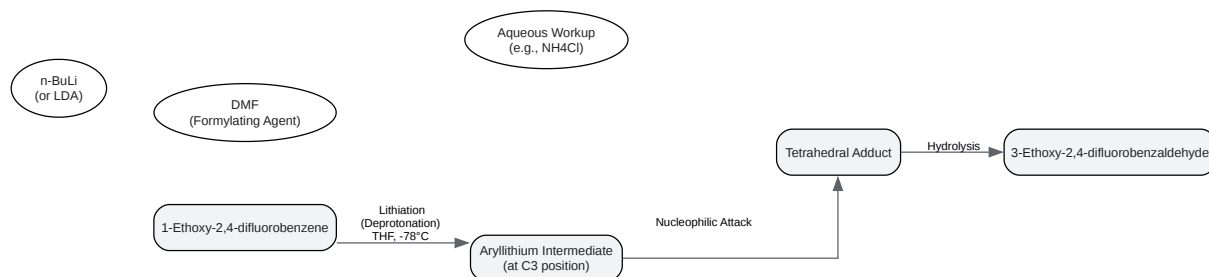 Aqueous Workup
(e.g., NH4Cl)
n-BuLi
(or LDA)
DMF
(Formylating Agent)
Tetrahedral Adduct
Hydrolysis
3-Ethoxy-2,4-difluorobenzaldehyde
1-Ethoxy-2,4-difluorobenzene
Lithiation
(Deprotonation)
THF, -78°C
Aryllithium Intermediate
(at C3 position)
Nucleophilic Attack